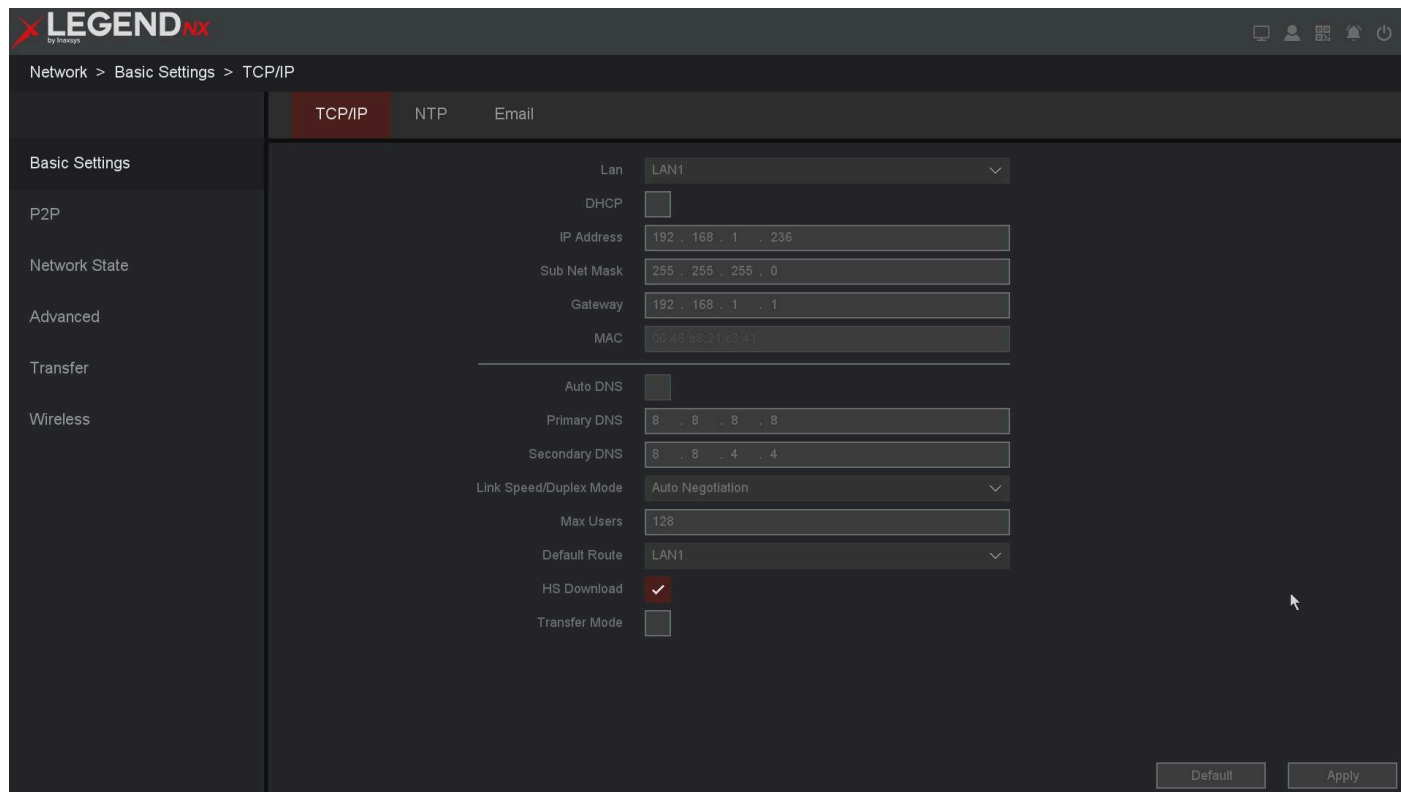 XLEGENDNX
by Inaxsys
Network > Basic Settings > TCP/IP
TCP/IP NTP Email
Basic Settings
P2P
Network State
Advanced
Transfer
Wireless
Lan LAN1
DHCP
IP Address 192 . 168 . 1 . 236
Sub Net Mask 255 . 255 . 255 . 0
Gateway 192 . 168 . 1 . 1
MAC 00:46:a8:21:c3:41
Auto DNS
Primary DNS 8 . 8 . 8 . 8
Secondary DNS 8 . 8 . 4 . 4
Link Speed/Duplex Mode Auto Negotiation
Max Users 128
Default Route LAN1
HS Download
Transfer Mode
Default Apply